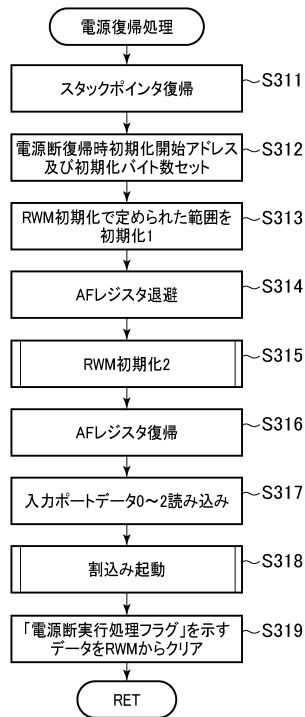 電源復帰処理
スタックポインタ復帰
S311
電源断復帰時初期化開始アドレス
及び初期化バイト数セット
S312
RWM初期化で定められた範囲を
初期化1
S313
AFレジスタ退避
S314
RWM初期化2
S315
AFレジスタ復帰
S316
入力ポートデータ0～2読み込み
S317
割込み起動
S318
「電源断実行処理フラグ」を示す
データをRWMからクリア
S319
RET